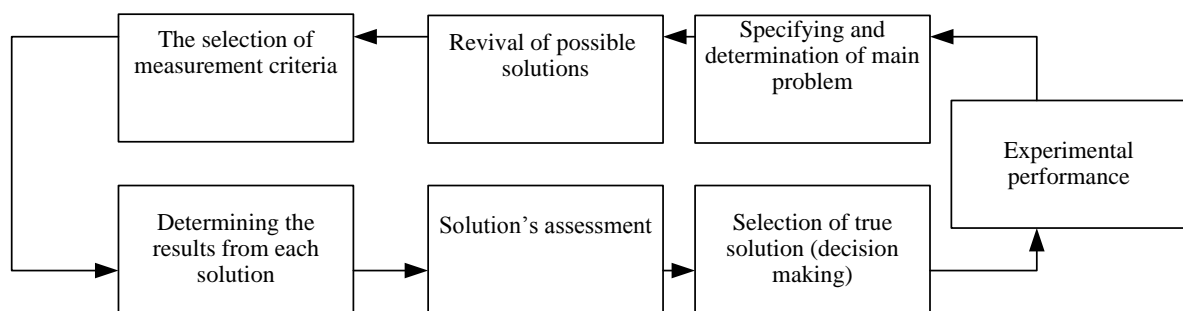 The selection of
measurement criteria
Revival of possible
solutions
Specifying and
determination of main
problem
Experimental
performance
Determining the
results from each
solution
Solution’s assessment
Selection of true
solution (decision
making)